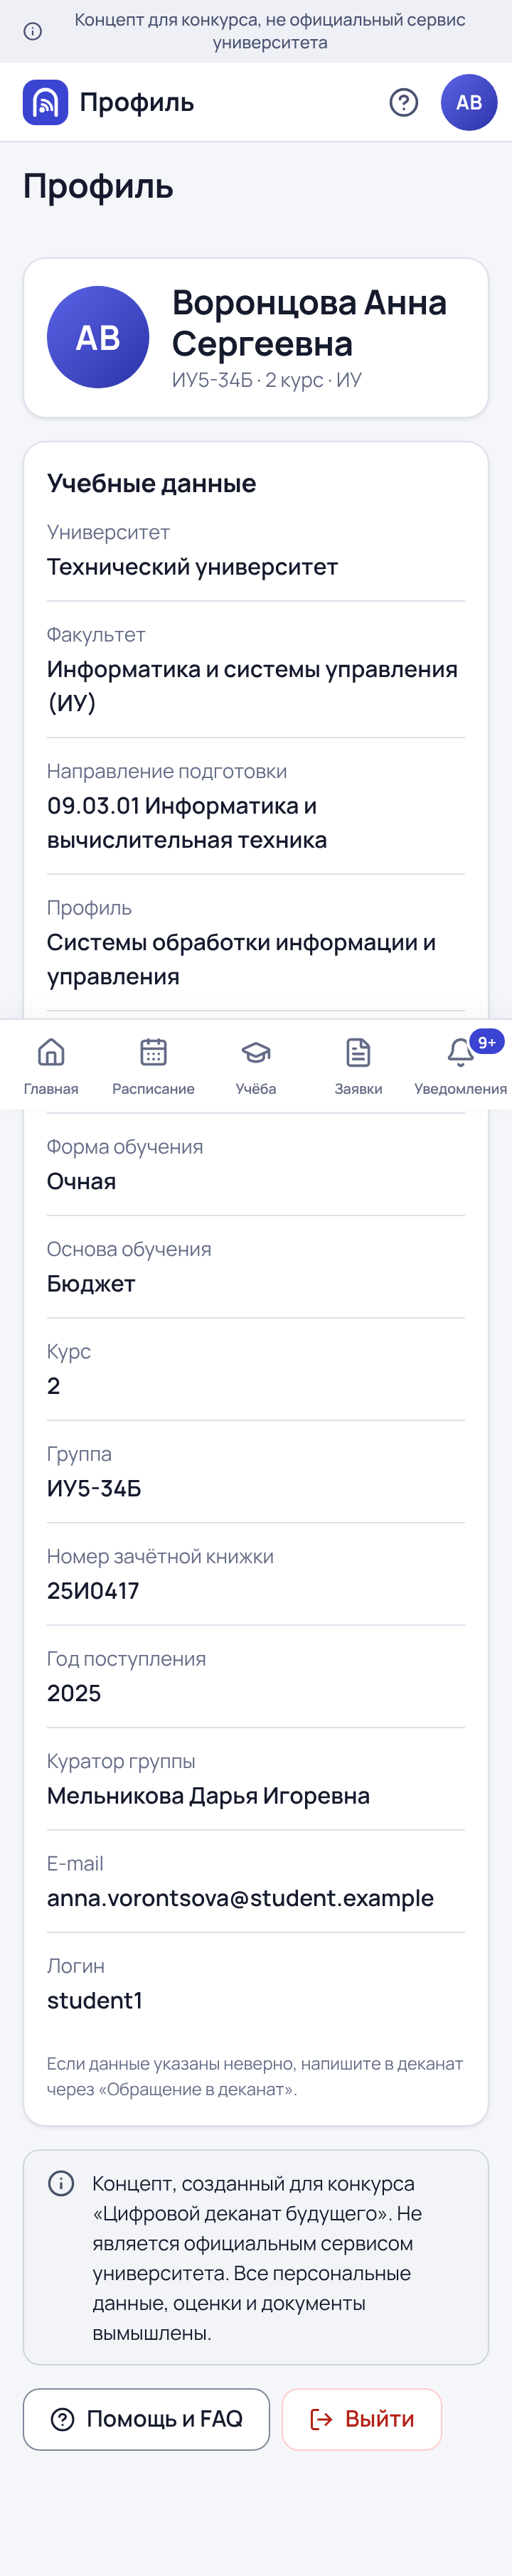 Концепт для конкурса, не официальный сервис
университета
Профиль
АВ
Профиль
АВ
Воронцова Анна
Сергеевна
ИУ5-34Б · 2 курс · ИУ
Учебные данные
Университет
Технический университет
Факультет
Информатика и системы управления
(ИУ)
Направление подготовки
09.03.01 Информатика и
вычислительная техника
Профиль
Системы обработки информации и
управления
9+
Главная
Расписание
Учёба
Заявки
Уведомления
Форма обучения
Очная
Основа обучения
Бюджет
Курс
2
Группа
ИУ5-34Б
Номер зачётной книжки
25И0417
Год поступления
2025
Куратор группы
Мельникова Дарья Игоревна
E-mail
anna.vorontsova@student.example
Логин
student1
Если данные указаны неверно, напишите в деканат
через «Обращение в деканат».
Концепт, созданный для конкурса
«Цифровой деканат будущего». Не
является официальным сервисом
университета. Все персональные
данные, оценки и документы
вымышлены.
Помощь и FAQ
Выйти